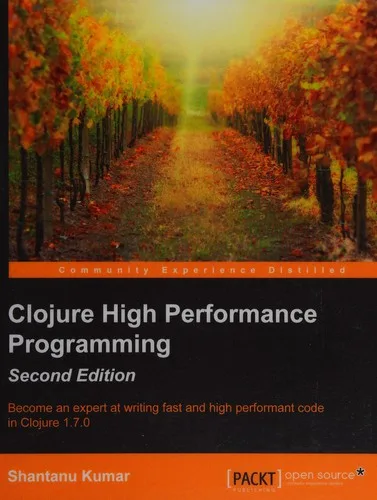 Community Experience Distilled
Clojure High Performance
Programming
Second Edition
Become an expert at writing fast and high performant code
in Clojure 1.7.0
Shantanu Kumar
[PACKT] open source*
PUBLISHING